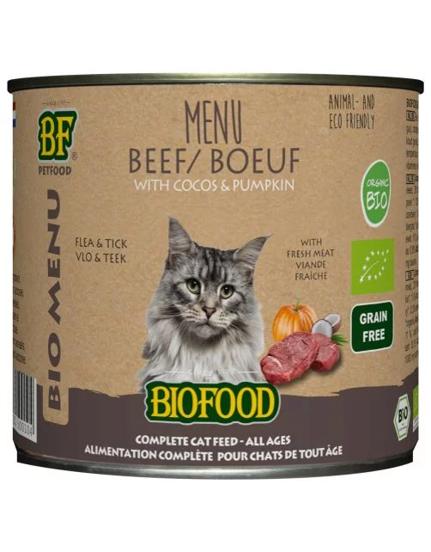 BF
PETFOOD
BIO MENU
MENU
BEEF/ BOEUF
WITH COCOS & PUMPKIN
ANIMAL- AND
ECO FRIENDLY
ORGANIC
BIO
FLEA & TICK
VLO & TEEK
WITH
FRESH MEAT
VIANDE
FRAÎCHE
GRAIN
FREE
BIOFOOD
BIO
COMPLETE CAT FEED - ALL AGES
ALIMENTATION COMPLÈTE POUR CHATS DE TOUT ÂGE